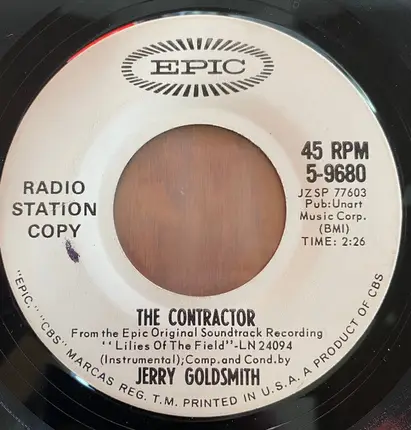 EPIC
RADIO
STATION
COPY
45 RPM
5-9680
JZSP 77603
Pub: Unart
Music Corp.
(BMI)
TIME: 2:26
THE CONTRACTOR
From the Epic Original Soundtrack Recording
"Lilies Of The Field"-LN 24094
(Instrumental); Comp. and Cond. by
JERRY GOLDSMITH
"EPIC," "CBS" MARCAS REG. T.M. PRINTED IN U.S.A. A PRODUCT OF CBS